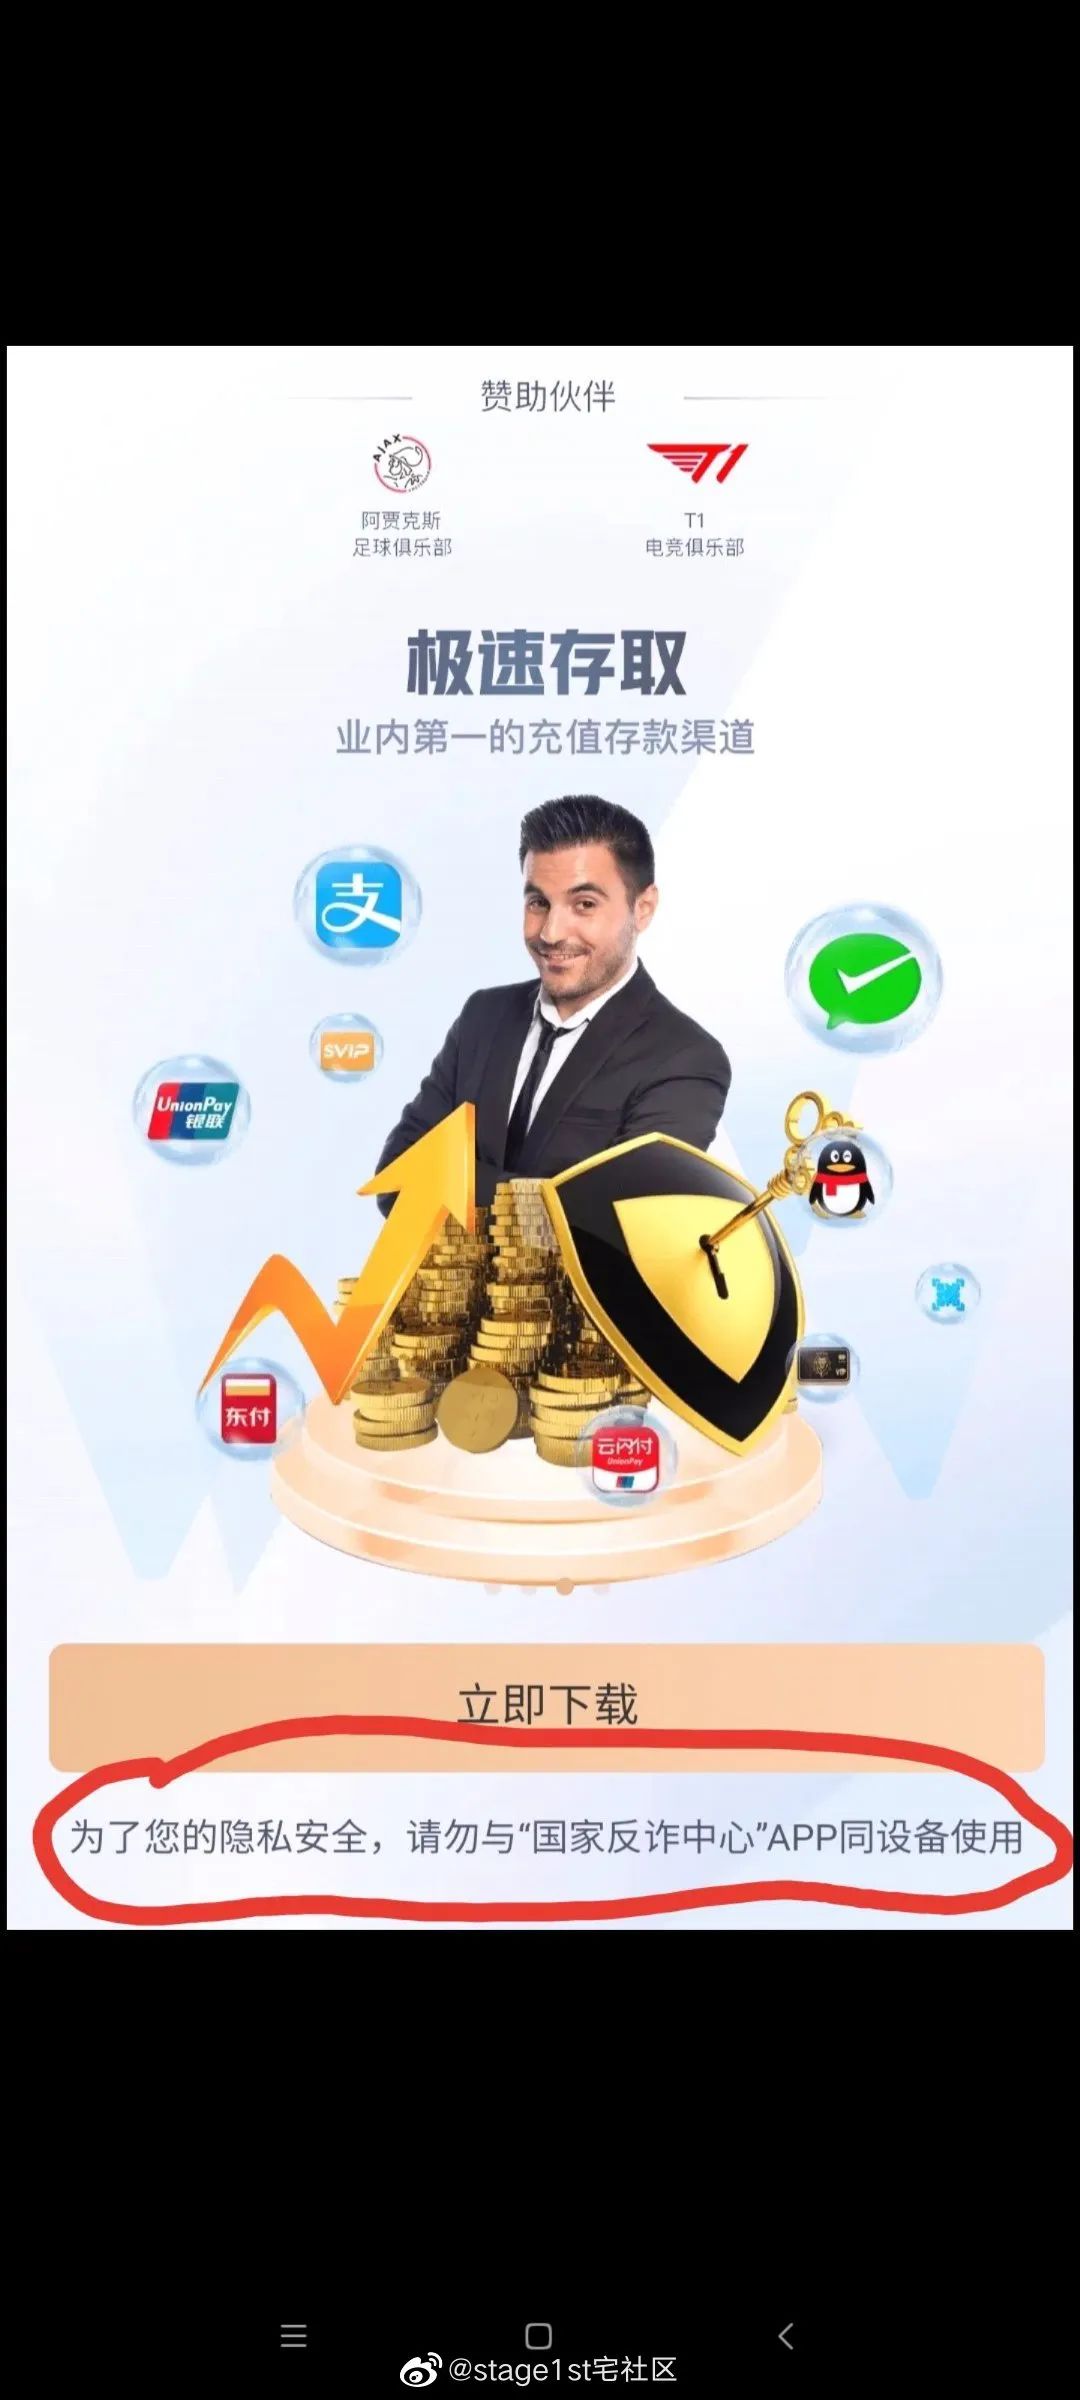 赞助伙伴
AJAX
T1
阿贾克斯
足球俱乐部
T1
电竞俱乐部
极速存取
业内第一的充值存款渠道
支
SVIP
UnionPay
银联
东付
云闪付
UnionPay
VIP
立即下载
为了您的隐私安全，请勿与“国家反诈中心”APP同设备使用
@stage1st宅社区